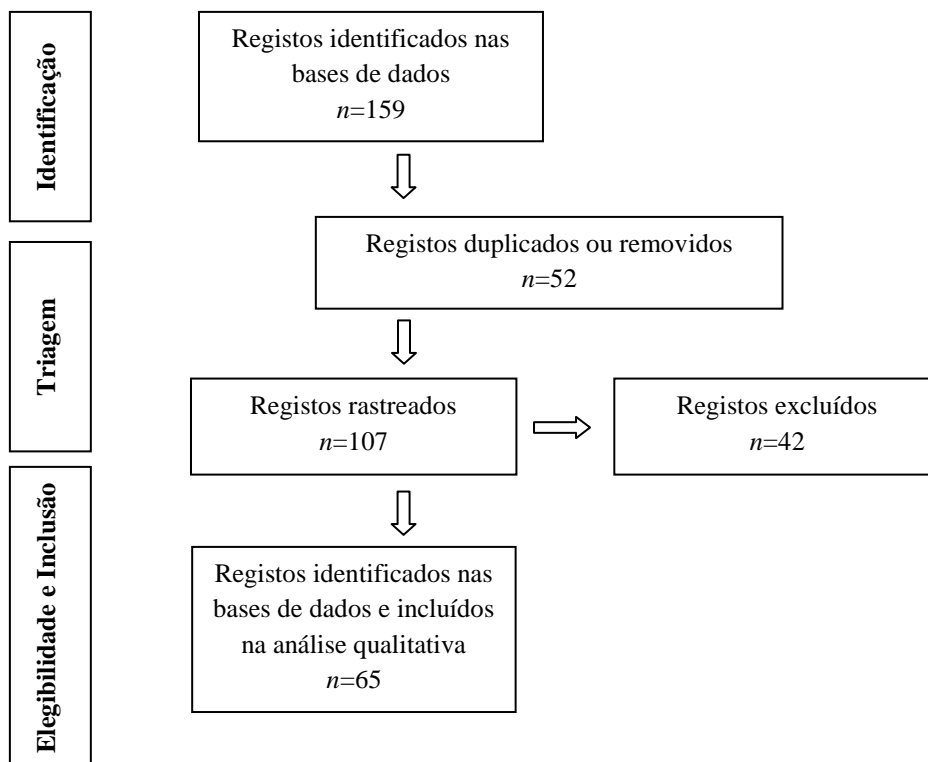 Identificação
Registos identificados nas
bases de dados
n=159
Registos duplicados ou removidos
n=52
Triagem
Registos rastreados
n=107
Registos excluídos
n=42
Elegibilidade e Inclusão
Registos identificados nas
bases de dados e incluídos
na análise qualitativa
n=65